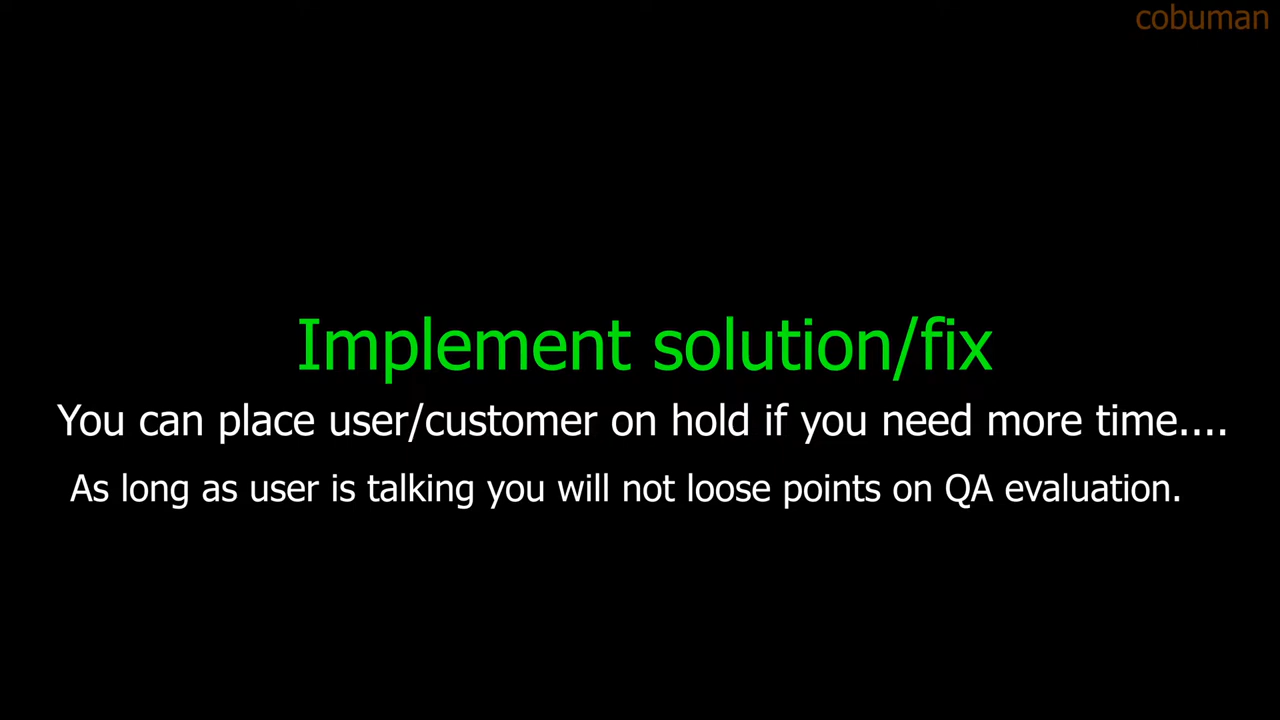 cobuman
Implement solution/fix
You can place user/customer on hold if you need more time....
As long as user is talking you will not loose points on QA evaluation.